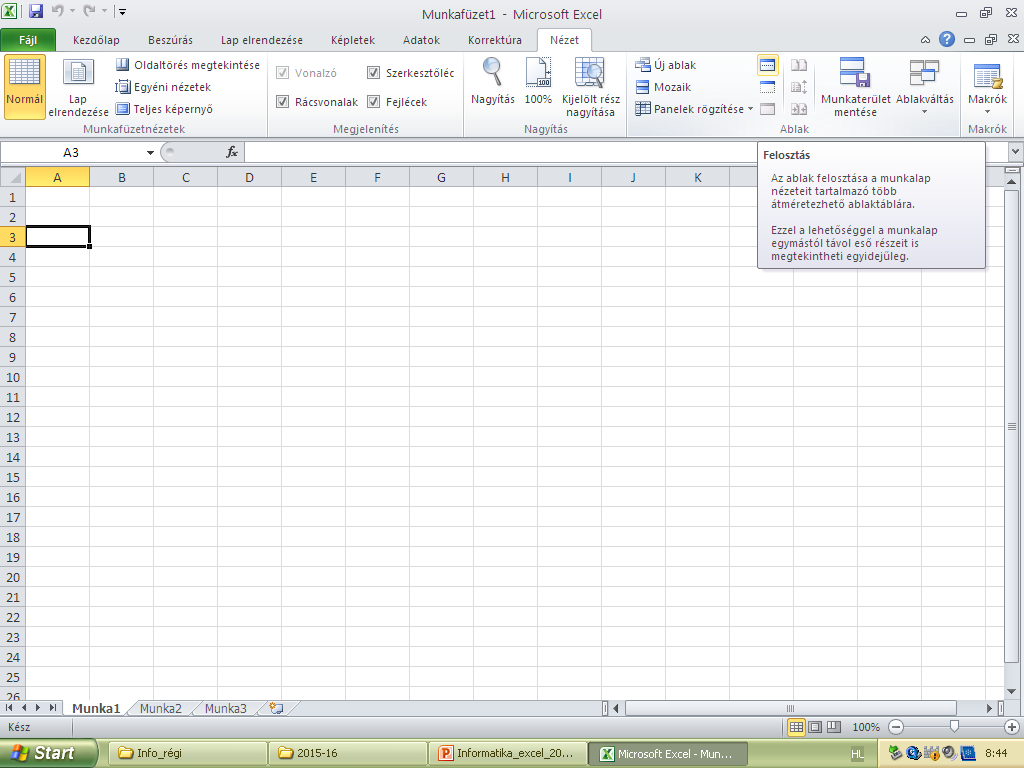 Munkafüzet1 - Microsoft Excel
Fájl Kezdőlap Beszúrás Lap elrendezése Képletek Adatok Korrektúra Nézet
Normál
Lap elrendezése
Oldaltörés megtekintése
Egyéni nézetek
Teljes képernyő
Munkafüzetnézetek
Vonalzó
Szerkesztőléc
Rácsvonalak
Fejlécek
Megjelenítés
Nagyítás
100%
Kijelölt rész
nagyítása
Nagyítás
Új ablak
Mozaik
Panelek rögzítése
Munkaterület
mentése
Ablakváltás
Ablak
Makrók
Makrók
A3 fx
Felosztás
Az ablak felosztása a munkalap
nézeteit tartalmazó több
átméretezhető ablaktáblára.
Ezzel a lehetőséggel a munkalap
egymástól távol eső részeit is
megtekintheti egyidejűleg.
A B C D E F G H I J K
1
2
3
4
5
6
7
8
9
10
11
12
13
14
15
16
17
18
19
20
21
22
23
24
25
26
Munka1 Munka2 Munka3
Kész 100%
Start Info_régi 2015-16 Informatika_excel_20... Microsoft Excel - Mun... HL 8:44